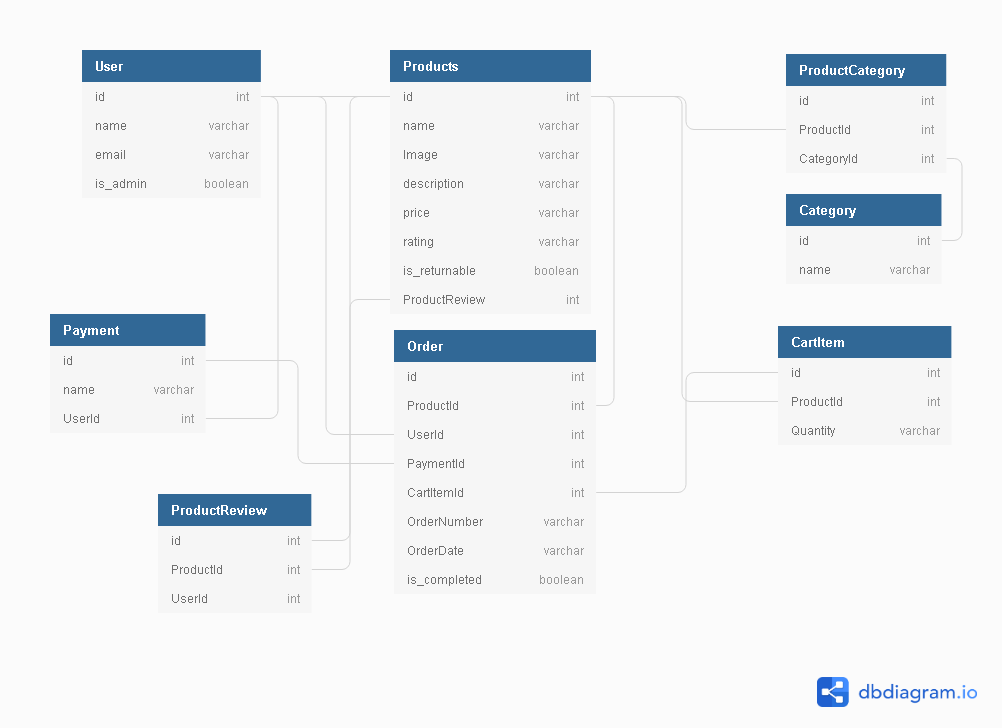 User
id int
name varchar
email varchar
is_admin boolean
Products
id int
name varchar
Image varchar
description varchar
price varchar
rating varchar
is_returnable boolean
ProductReview int
ProductCategory
id int
ProductId int
CategoryId int
Category
id int
name varchar
Payment
id int
name varchar
UserId int
Order
id int
ProductId int
UserId int
PaymentId int
CartItemId int
OrderNumber varchar
OrderDate varchar
is_completed boolean
CartItem
id int
ProductId int
Quantity varchar
ProductReview
id int
ProductId int
UserId int
dbdiagram.io